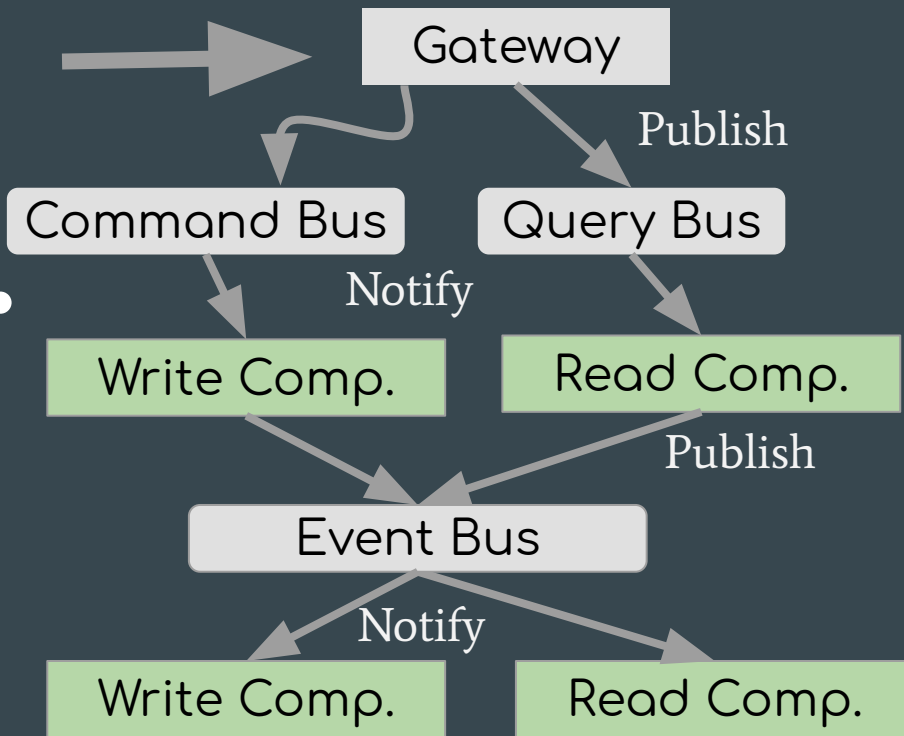 Gateway
Publish
Command Bus
Query Bus
Notify
Write Comp.
Read Comp.
Publish
Event Bus
Notify
Write Comp.
Read Comp.